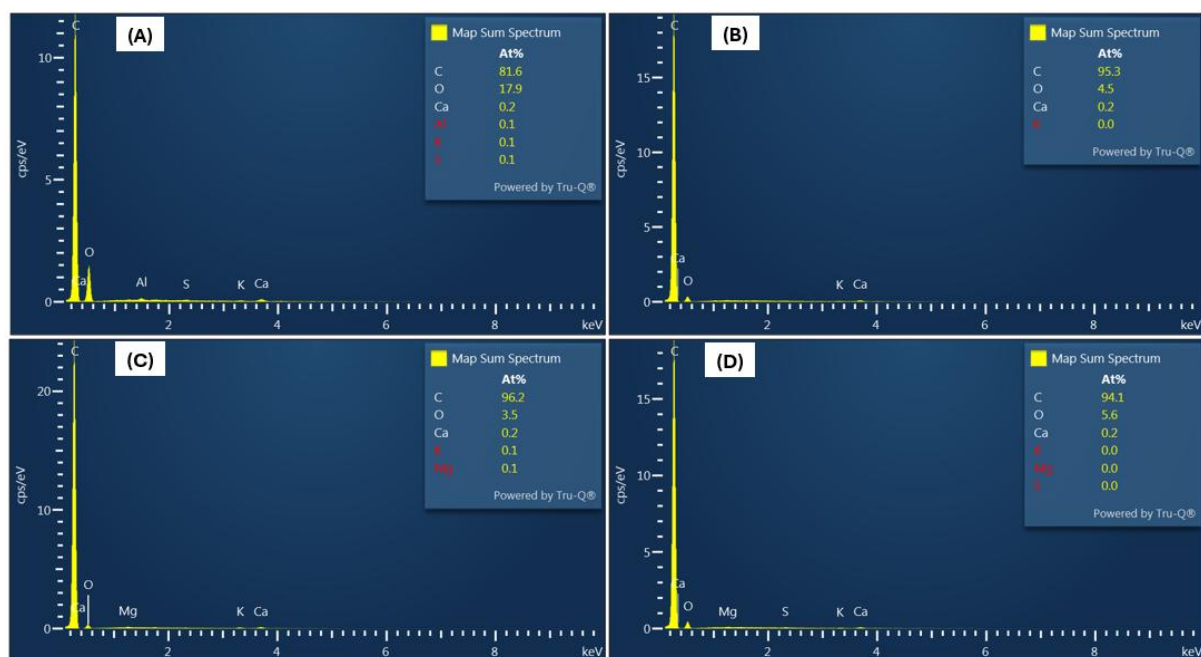 (A)
Map Sum Spectrum
At%
C 81.6
O 17.9
Ca 0.2
Al 0.1
K 0.1
S 0.1
Powered by Tru-Q®
cps/eV
10
5
0
C
O
Ca
Al
S
K
Ca
2
4
6
8
keV
(B)
Map Sum Spectrum
At%
C 95.3
O 4.5
Ca 0.2
K 0.0
Powered by Tru-Q®
cps/eV
15
10
5
0
C
Ca
O
K
Ca
2
4
6
8
keV
(C)
Map Sum Spectrum
At%
C 96.2
O 3.5
Ca 0.2
K 0.1
Mg 0.1
Powered by Tru-Q®
cps/eV
20
10
0
C
O
Ca
Mg
K
Ca
2
4
6
8
keV
(D)
Map Sum Spectrum
At%
C 94.1
O 5.6
Ca 0.2
K 0.0
Mg 0.0
S 0.0
Powered by Tru-Q®
cps/eV
15
10
5
0
C
Ca
O
Mg
S
K
Ca
2
4
6
8
keV